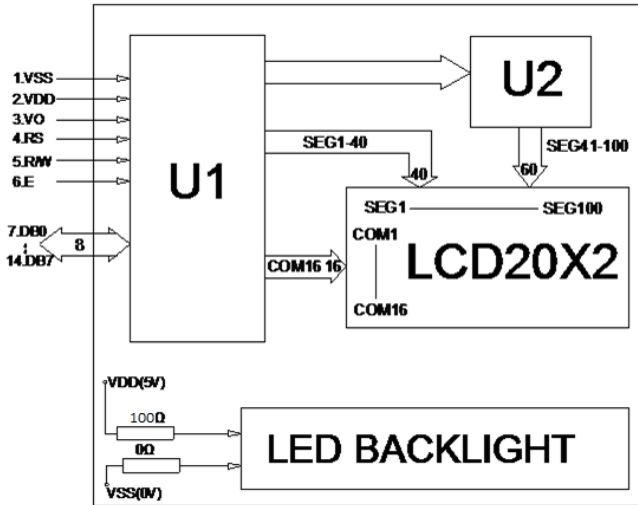 1.VSS
2.VDD
3.VO
4.RS
5.R/W
6.E
7.DB0
14.DB7
8
U1
U2
SEG1-40
40
SEG41-100
60
SEG1
SEG100
COM1
COM16
LCD20X2
COM16 16
VDD(5V)
100Ω
0Ω
VSS(0V)
LED BACKLIGHT